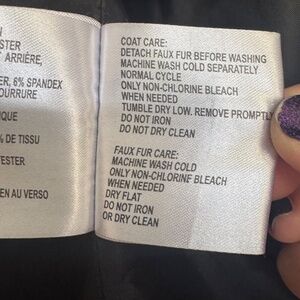 STER
ARRIÈRE,
ER, 6% SPANDEX
OURRURE
IQUE
% DE TISSU
ESTER
EN AU VERSO
COAT CARE:
DETACH FAUX FUR BEFORE WASHING
MACHINE WASH COLD SEPARATELY
NORMAL CYCLE
ONLY NON-CHLORINE BLEACH
WHEN NEEDED
TUMBLE DRY LOW. REMOVE PROMPTLY
DO NOT IRON
DO NOT DRY CLEAN
FAUX FUR CARE:
MACHINE WASH COLD
ONLY NON-CHLORINE BLEACH
WHEN NEEDED
DRY FLAT
DO NOT IRON
OR DRY CLEAN